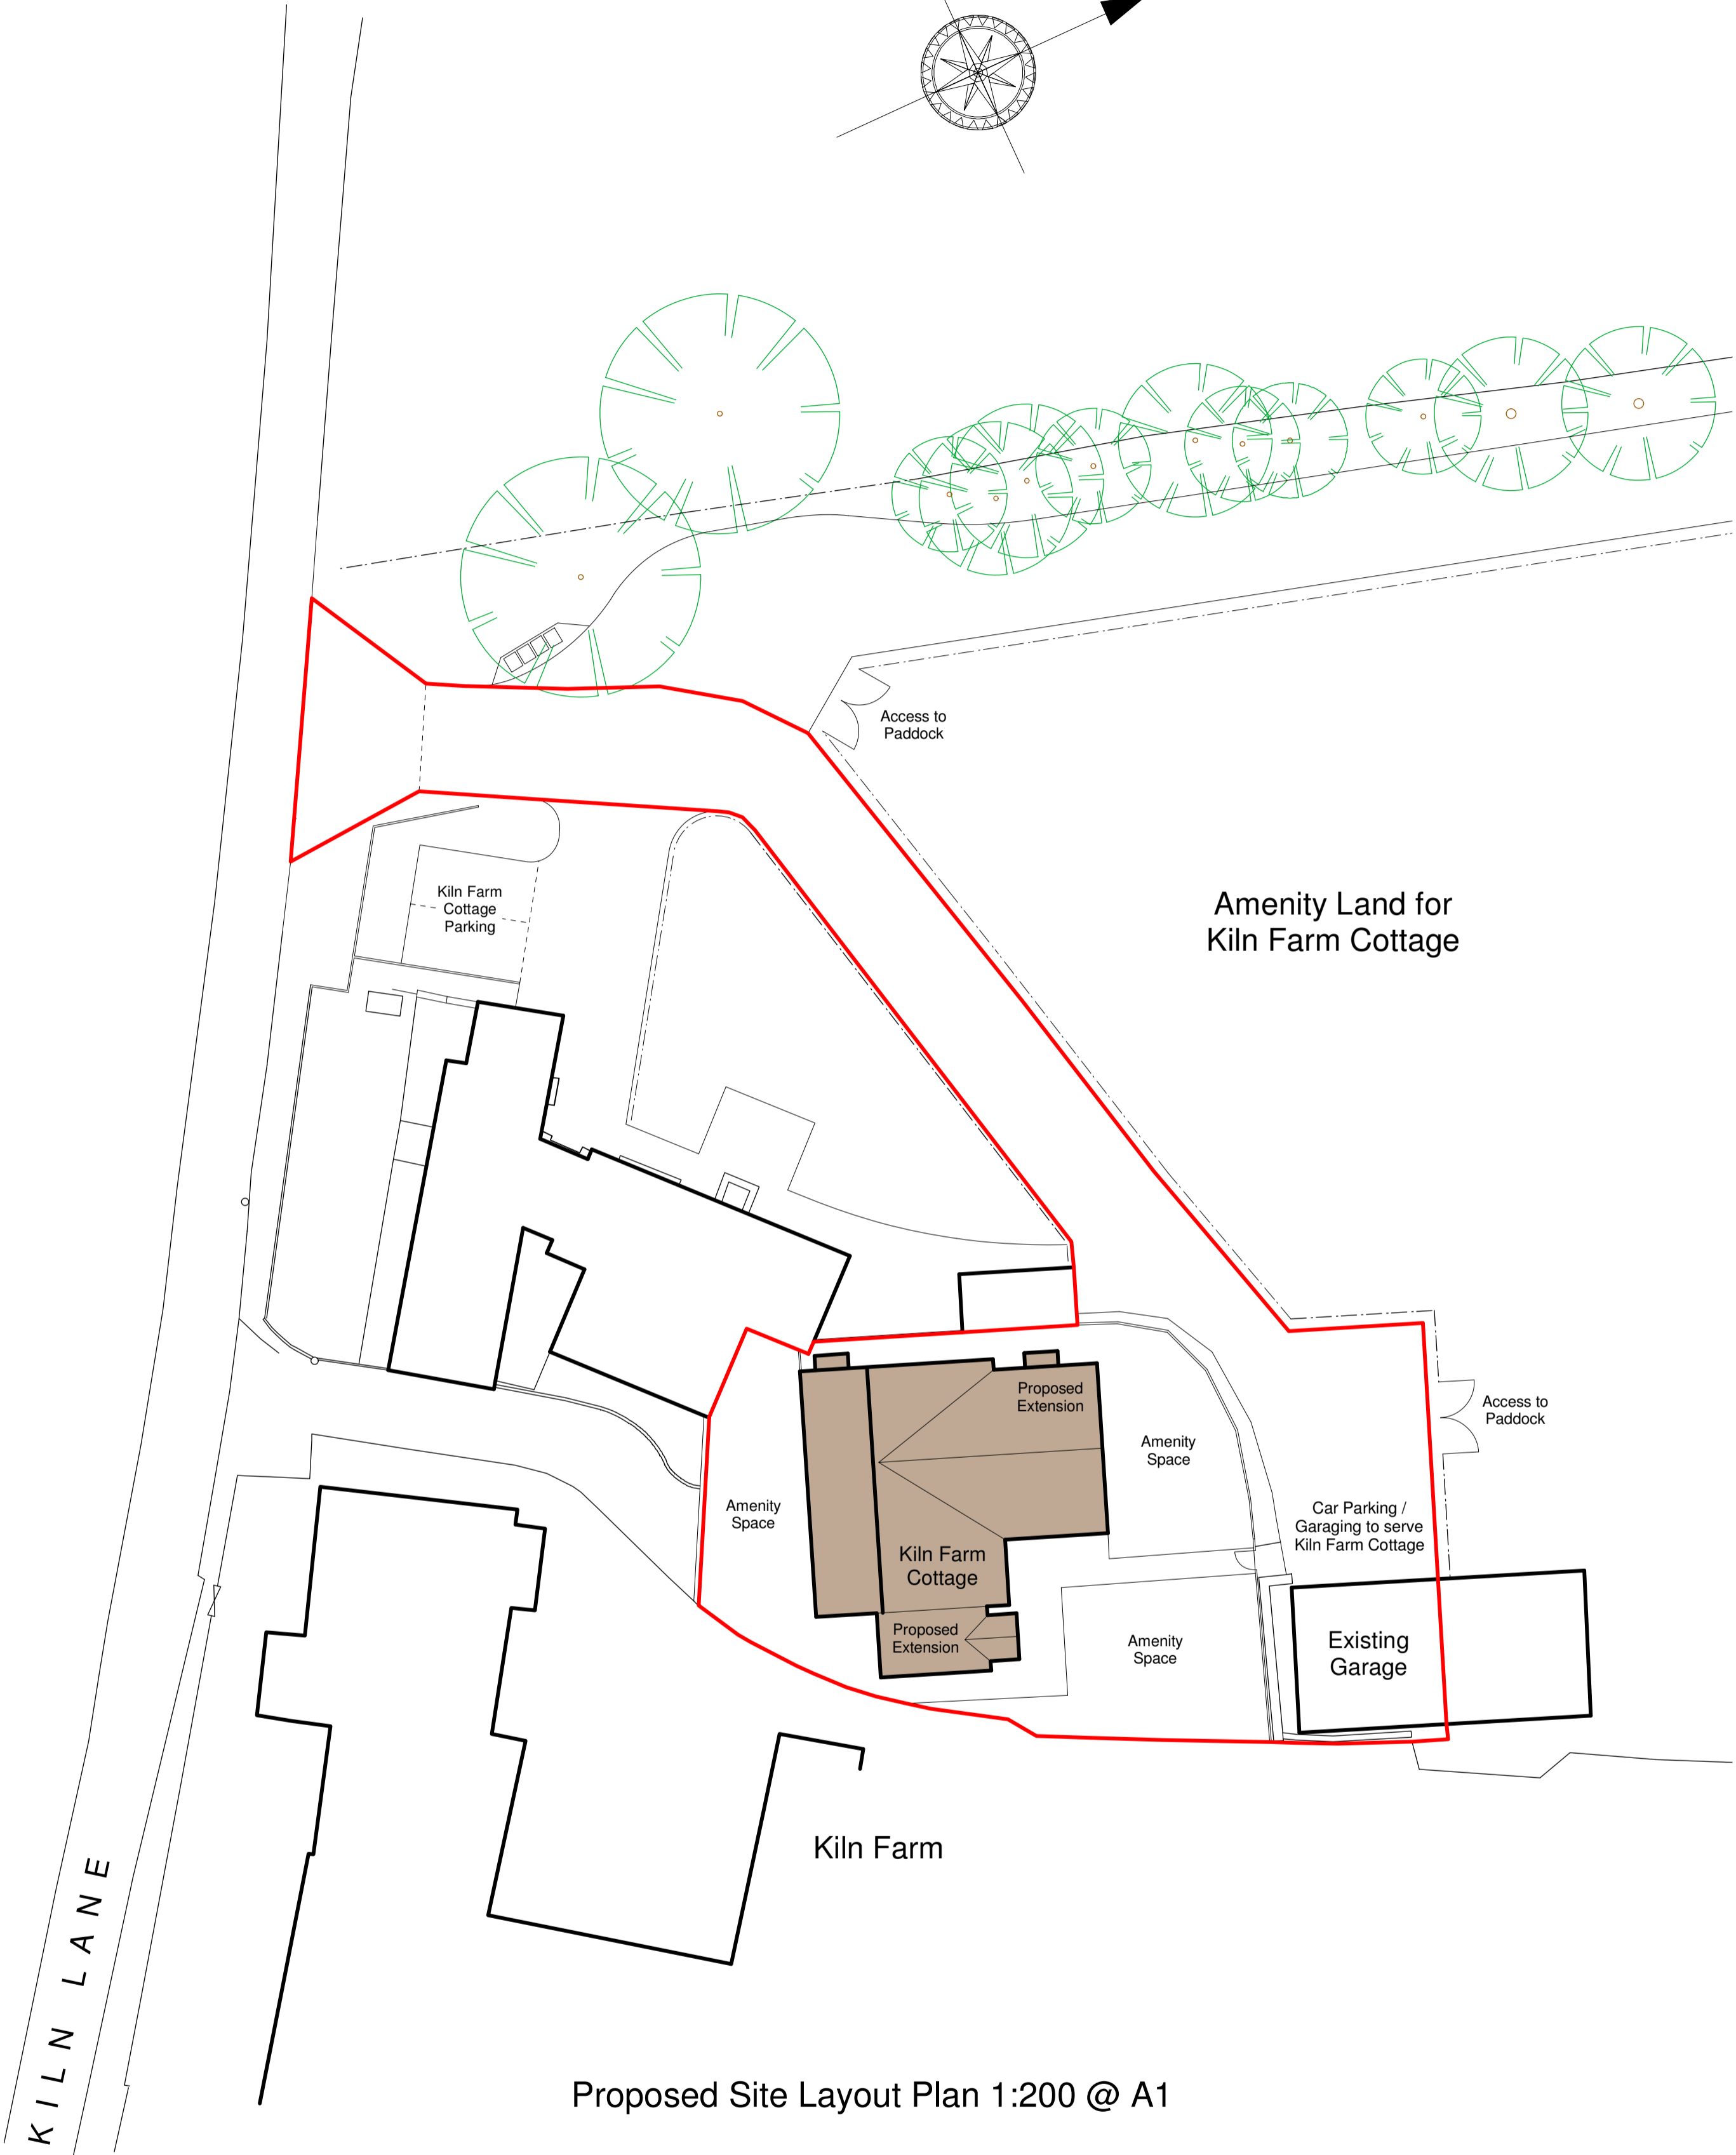 Access to
Paddock
Kiln Farm
Cottage
Parking
Amenity Land for
Kiln Farm Cottage
Proposed
Extension
Access to
Paddock
Amenity
Space
Amenity
Space
Car Parking /
Garaging to serve
Kiln Farm Cottage
Kiln Farm
Cottage
Proposed
Extension
Amenity
Space
Existing
Garage
Kiln Farm
KILN LANE
Proposed Site Layout Plan 1:200 @ A1